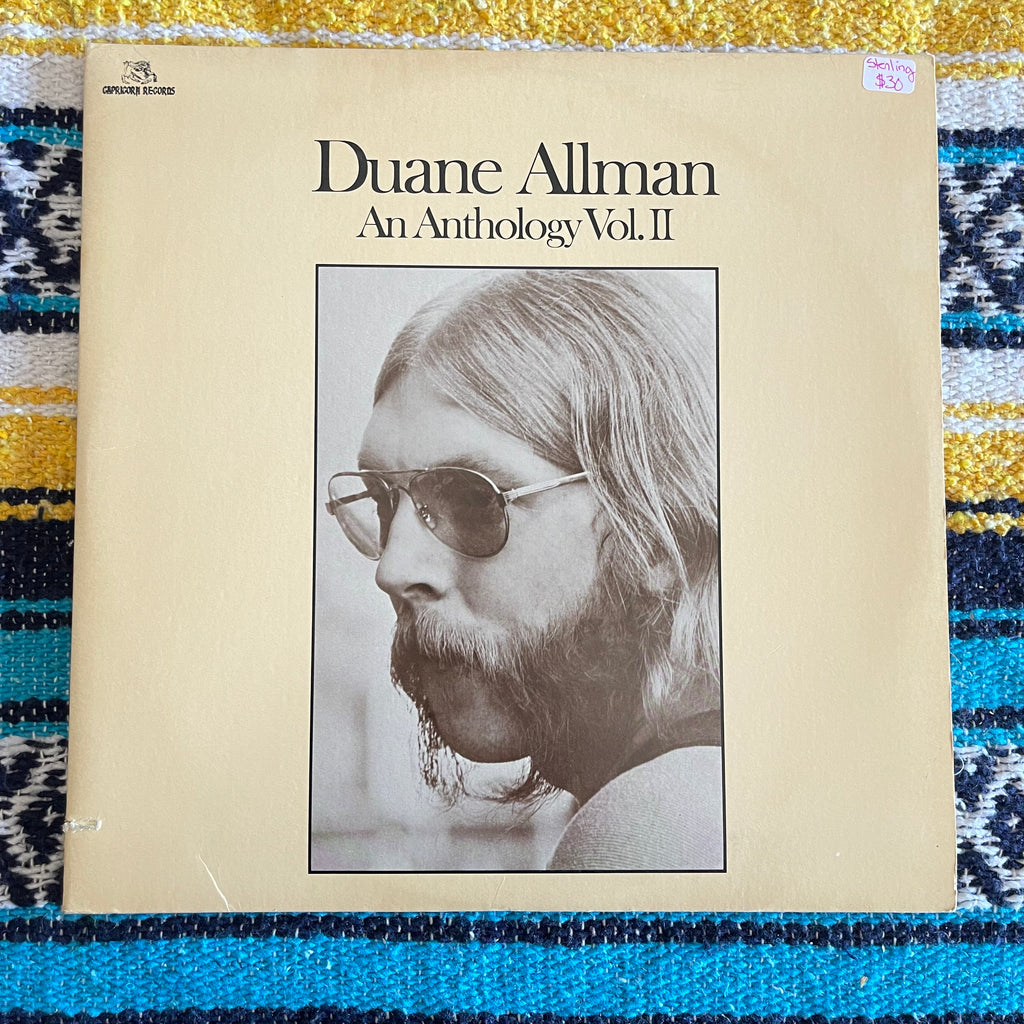 CAPRICORN RECORDS
Sterling
$30
Duane Allman
An Anthology Vol. II